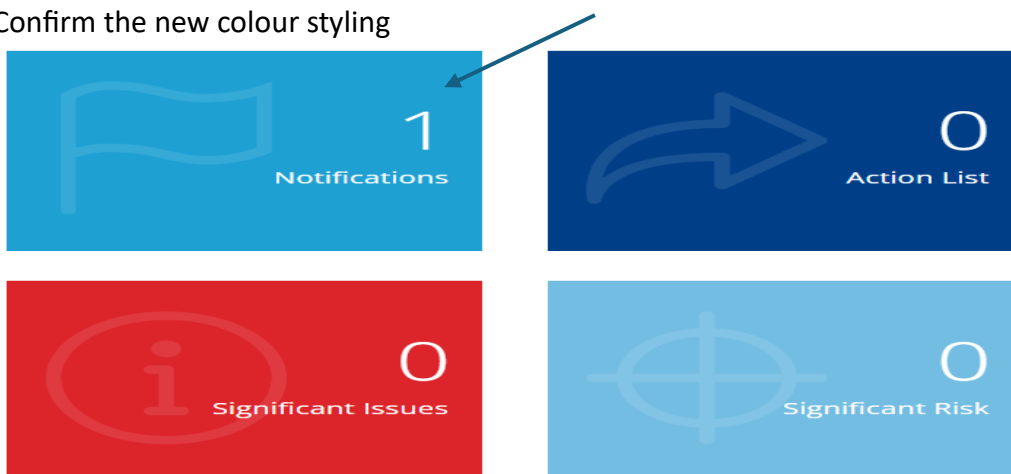 Confirm the new colour styling
1
Notifications
0
Action List
0
Significant Issues
0
Significant Risk